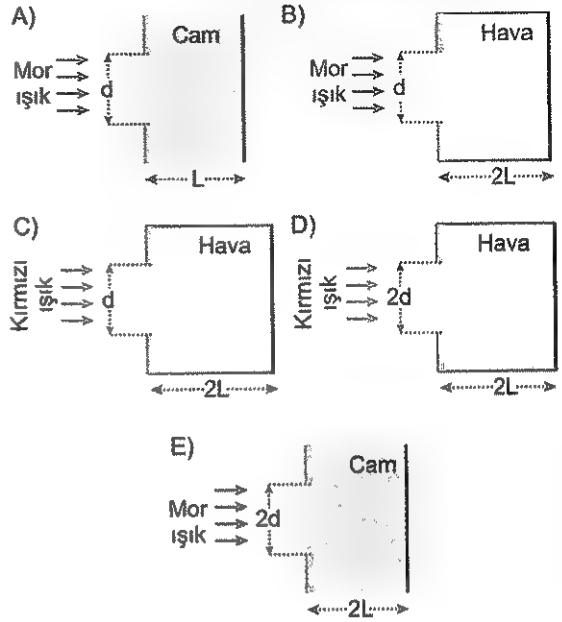 A)
Cam
Mor
ışık
d
L
B)
Hava
Mor
ışık
d
2L
C)
Hava
Kırmızı
ışık
d
2L
D)
Hava
Kırmızı
ışık
2d
2L
E)
Cam
Mor
ışık
2d
2L